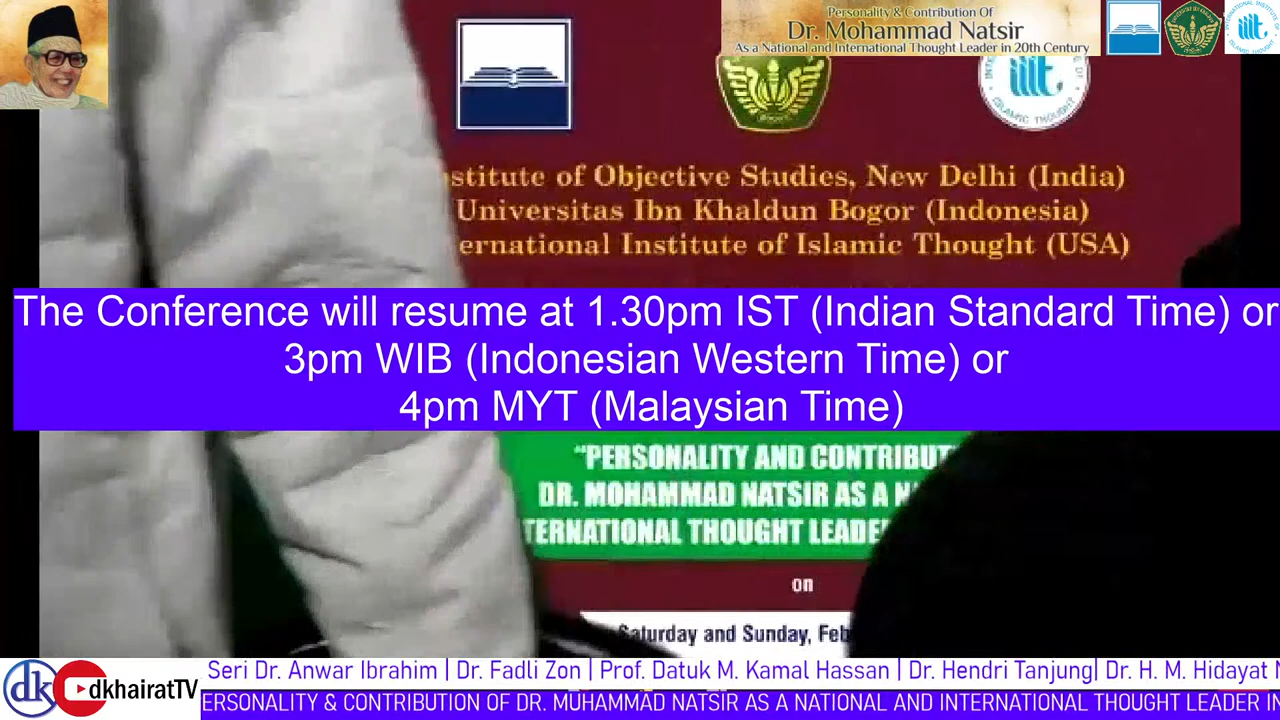 Personality & Contribution Of
Dr. Mohammad Natsir
As a National and International Thought Leader in 20th Century
stitute of Objective Studies, New Delhi (India)
Universitas Ibn Khaldun Bogor (Indonesia)
ernational Institute of Islamic Thought (USA)
The Conference will resume at 1.30pm IST (Indian Standard Time) or
3pm WIB (Indonesian Western Time) or
4pm MYT (Malaysian Time)
“PERSONALITY AND CONTRIBUT
DR. MOHAMMAD NATSIR AS A N
TERNATIONAL THOUGHT LEADE
on
Saturday and Sunday, Feb
dk dkhairatTV
Seri Dr. Anwar Ibrahim | Dr. Fadli Zon | Prof. Datuk M. Kamal Hassan | Dr. Hendri Tanjung| Dr. H. M. Hidayat N
ERSONALITY & CONTRIBUTION OF DR. MUHAMMAD NATSIR AS A NATIONAL AND INTERNATIONAL THOUGHT LEADER IN